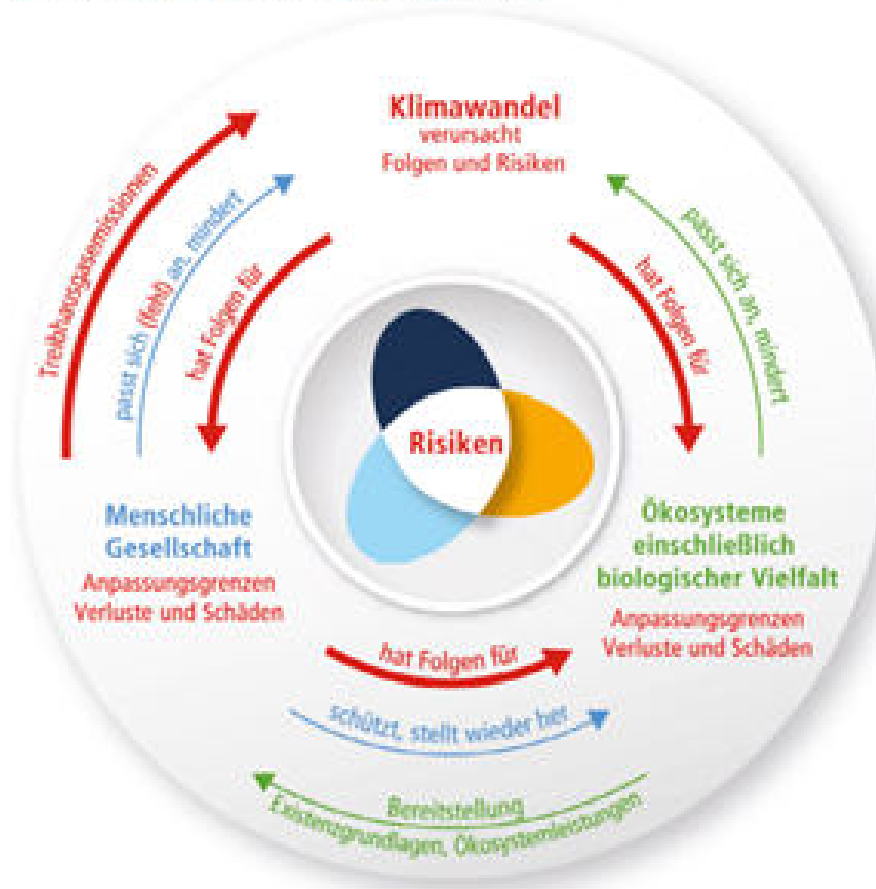 Klimawandel
verursacht
Folgen und Risiken
Treibhausgasemissionen
passt sich (fehl) an, mindert
hat Folgen für
hat Folgen für
passt sich an, mindert
Risiken
Menschliche
Gesellschaft
Anpassungsgrenzen
Verluste und Schäden
Ökosysteme
einschließlich
biologischer Vielfalt
Anpassungsgrenzen
Verluste und Schäden
hat Folgen für
schützt, stellt wieder her
Bereitstellung
Existenzgrundlagen, Ökosystemleistungen